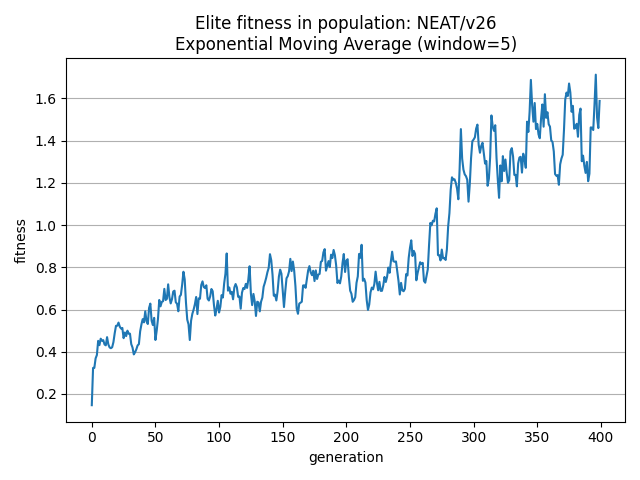 Elite fitness in population: NEAT/v26
Exponential Moving Average (window=5)
fitness
1.6
1.4
1.2
1.0
0.8
0.6
0.4
0.2
0 50 100 150 200 250 300 350 400
generation